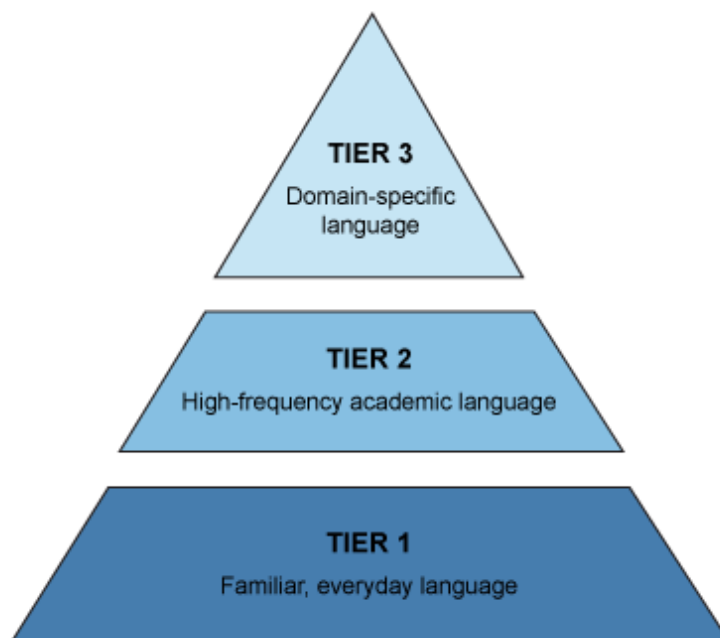 TIER 3
Domain-specific
language
TIER 2
High-frequency academic language
TIER 1
Familiar, everyday language